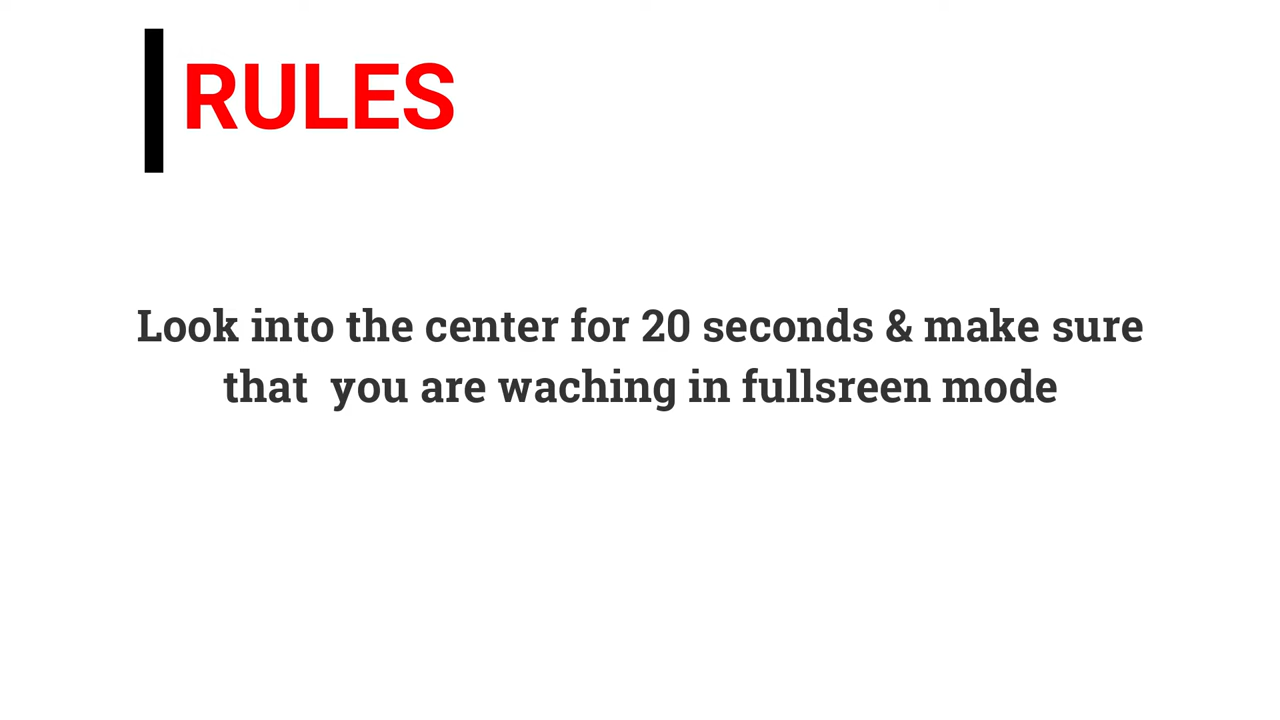 RULES
Look into the center for 20 seconds & make sure
that  you are waching in fullsreen mode